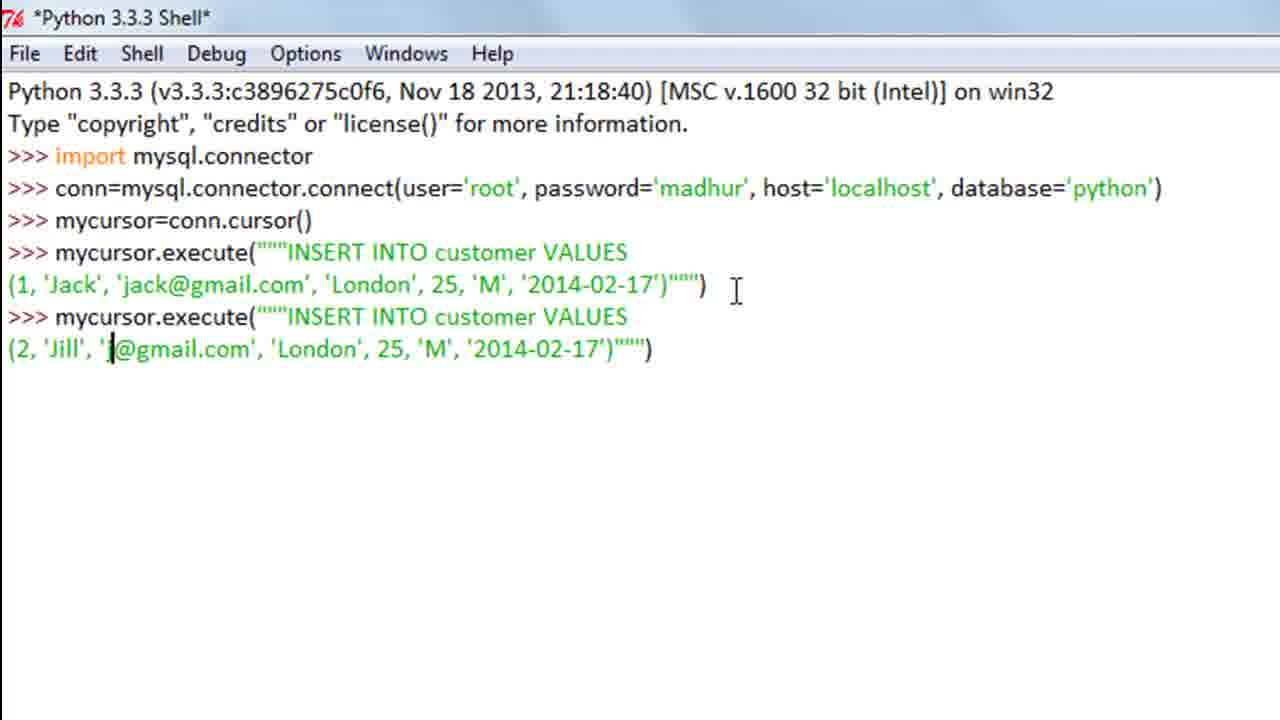 *Python 3.3.3 Shell*
File Edit Shell Debug Options Windows Help
Python 3.3.3 (v3.3.3:c3896275c0f6, Nov 18 2013, 21:18:40) [MSC v.1600 32 bit (Intel)] on win32
Type "copyright", "credits" or "license()" for more information.
>>> import mysql.connector
>>> conn=mysql.connector.connect(user='root', password='madhur', host='localhost', database='python')
>>> mycursor=conn.cursor()
>>> mycursor.execute("""INSERT INTO customer VALUES
(1, 'Jack', 'jack@gmail.com', 'London', 25, 'M', '2014-02-17')""")
>>> mycursor.execute("""INSERT INTO customer VALUES
(2, 'Jill', 'j@gmail.com', 'London', 25, 'M', '2014-02-17')""")